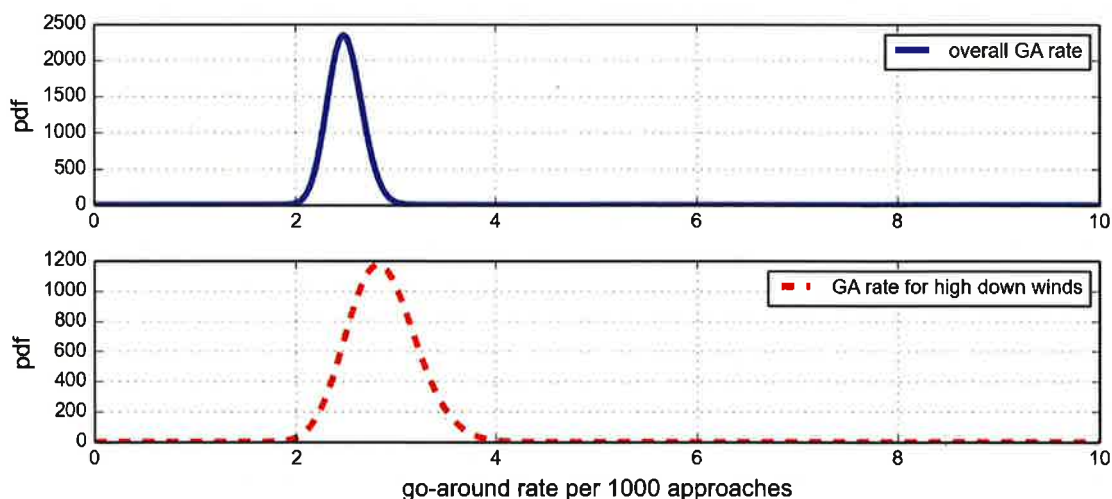 2500
2000
1500
1000
500
0
pdf
overall GA rate
0 2 4 6 8 10
1200
1000
800
600
400
200
0
pdf
GA rate for high down winds
0 2 4 6 8 10
go-around rate per 1000 approaches